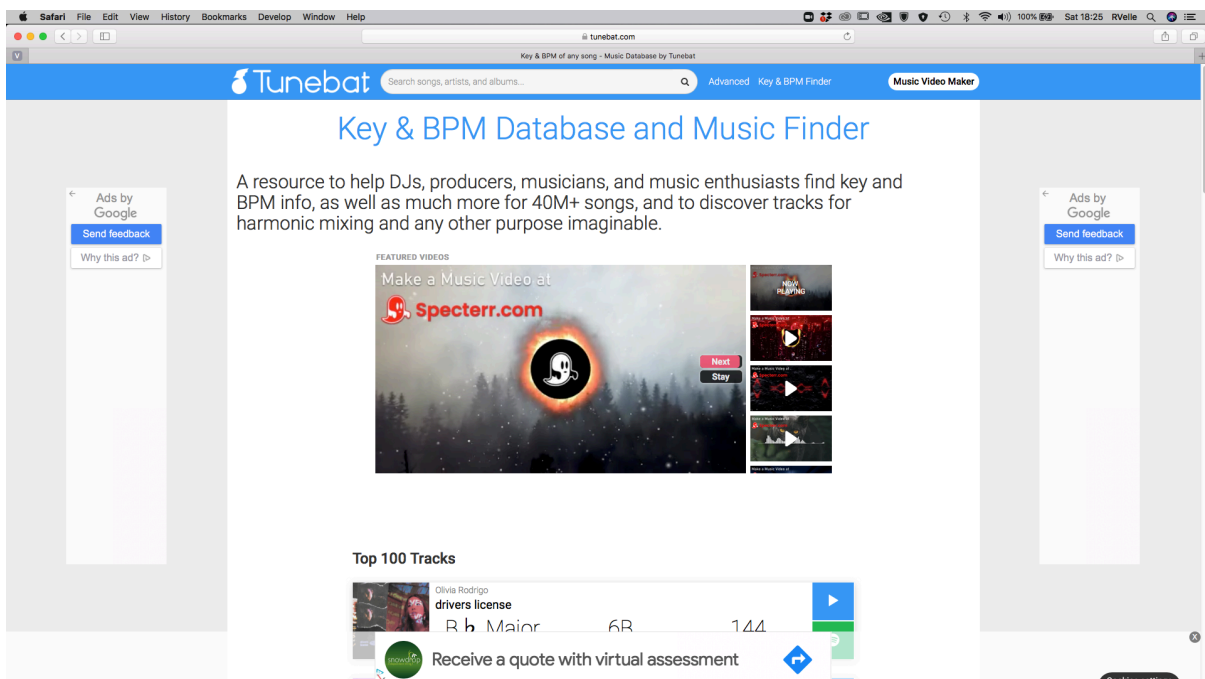 Safari File Edit View History Bookmarks Develop Window Help
100% Sat 18:25 RVelle
tunebat.com
V
Key & BPM of any song - Music Database by Tunebat
Tunebat
Search songs, artists, and albums...
Advanced Key & BPM Finder
Music Video Maker
Key & BPM Database and Music Finder
A resource to help DJs, producers, musicians, and music enthusiasts find key and
BPM info, as well as much more for 40M+ songs, and to discover tracks for
harmonic mixing and any other purpose imaginable.
Ads by
Google
Send feedback
Why this ad?
FEATURED VIDEOS
Make a Music Video at
Specterr.com
Next
Stay
NOW
PLAYING
Ads by
Google
Send feedback
Why this ad?
Top 100 Tracks
Olivia Rodrigo
drivers license
B ♭ Major 6B 144
snowdrop
Receive a quote with virtual assessment